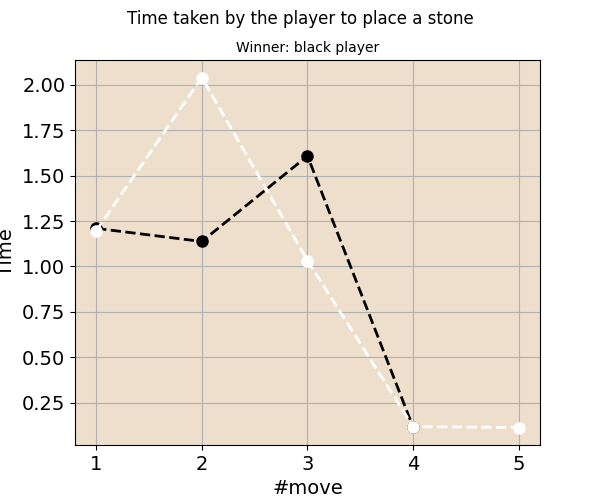 Time taken by the player to place a stone
Winner: black player
2.00
1.75
1.50
1.25
1.00
0.75
0.50
0.25
Time
1 2 3 4 5
#move